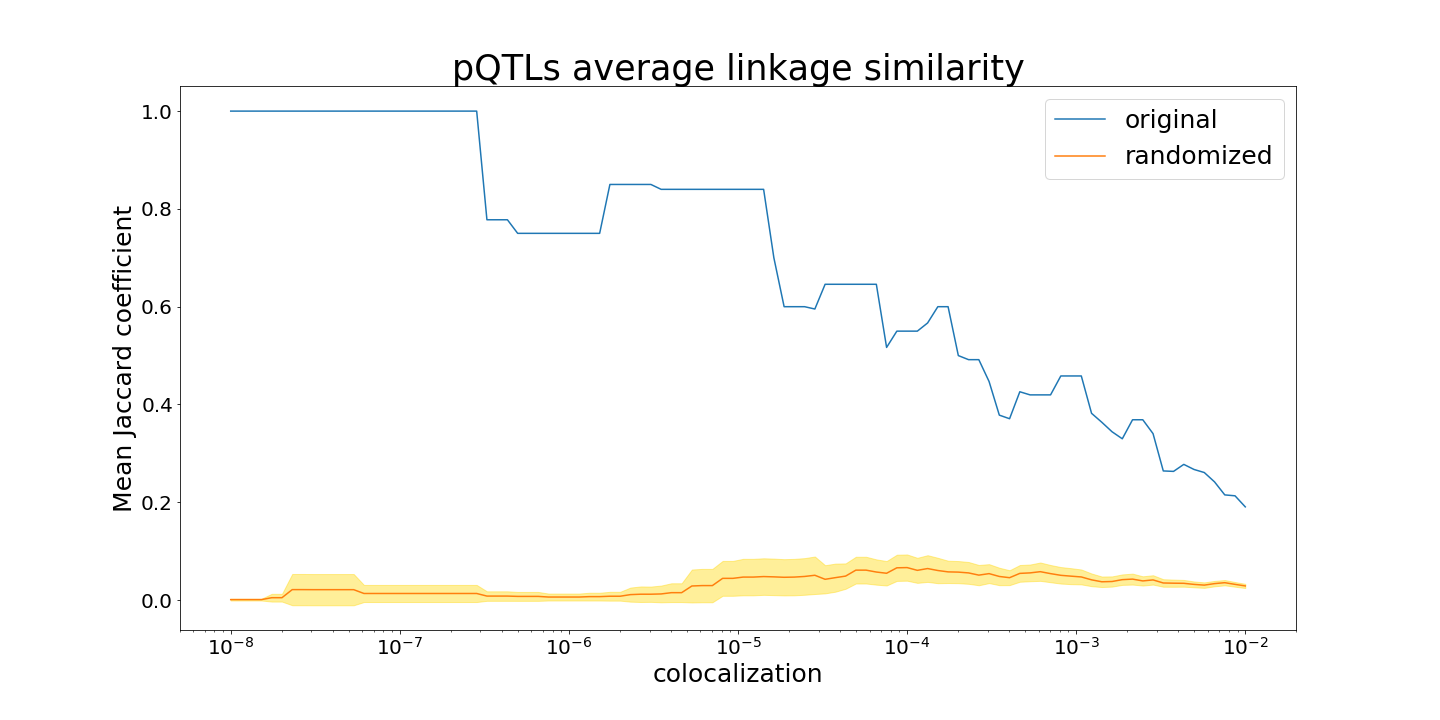 pQTLs average linkage similarity
original
randomized
Mean Jaccard coefficient
1.0
0.8
0.6
0.4
0.2
0.0
10⁻⁸ 10⁻⁷ 10⁻⁶ 10⁻⁵ 10⁻⁴ 10⁻³ 10⁻²
colocalization